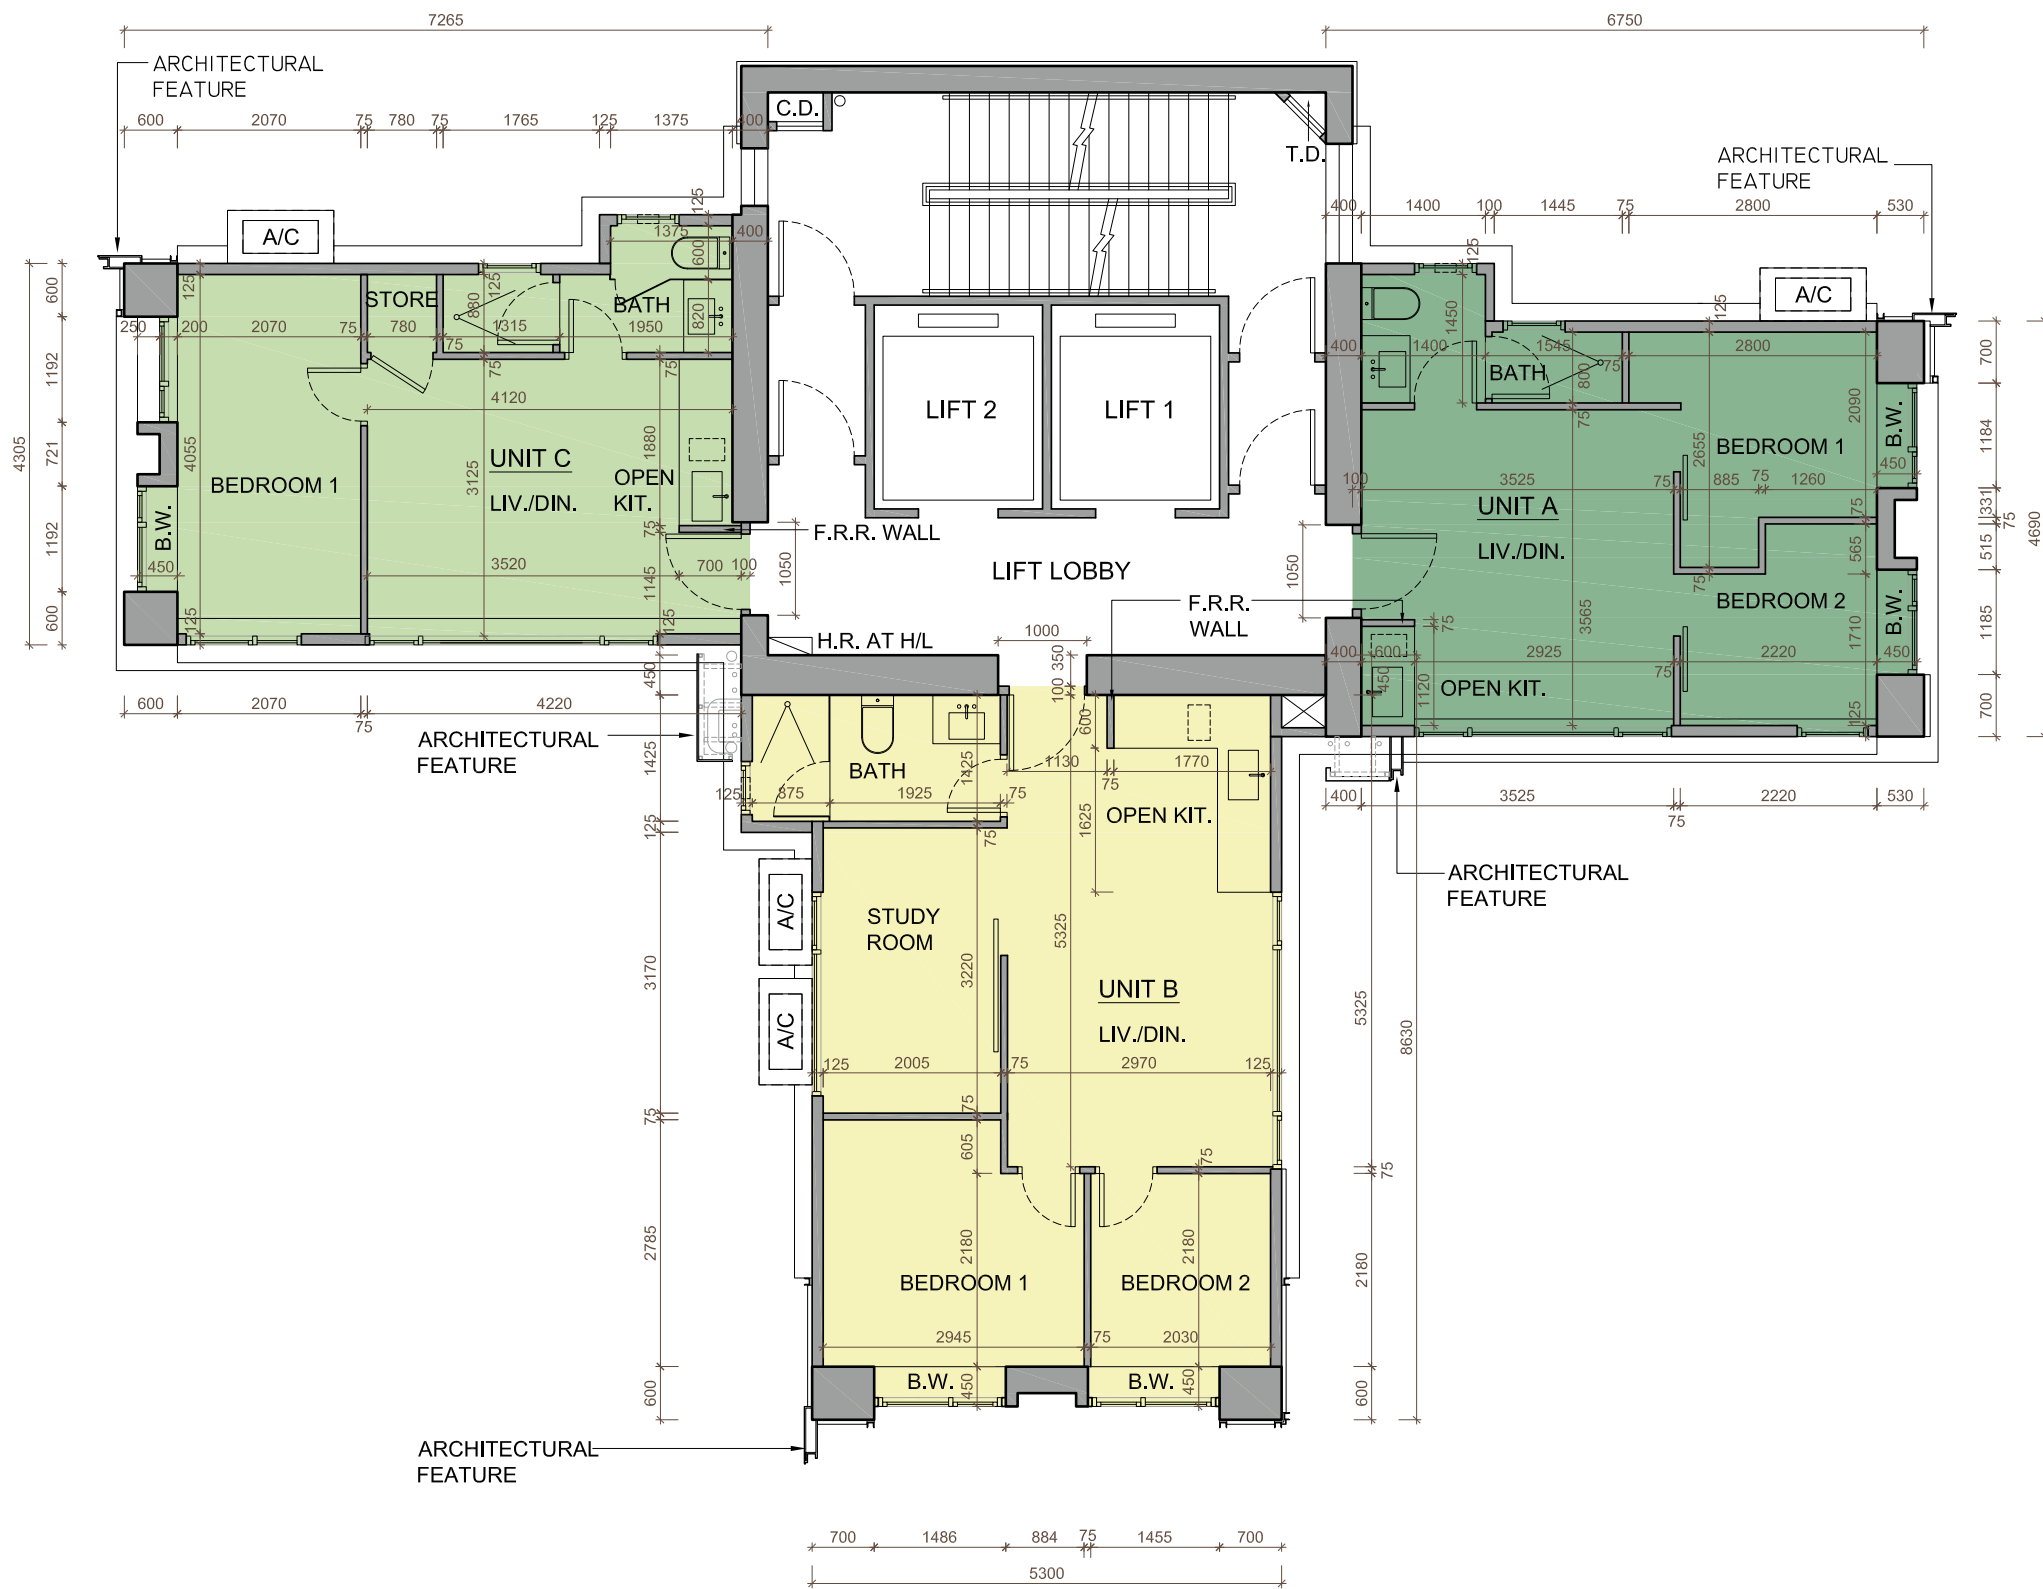 7265
6750
ARCHITECTURAL
FEATURE
600 2070 75 780 75 1765 125 1375 400
C.D.
T.D.
ARCHITECTURAL
FEATURE
400 1400 100 1445 75 2800 530
A/C
125
1375 400
600
125
A/C
125
4305
600
1192
721
1192
600
125
STORE
880
125
BATH
820
250 200 2070 75 780 75 1315 1950
75
75
4120
4055
BEDROOM 1
UNIT C
LIV./DIN.
3125
1880
OPEN
KIT.
75
B.W.
450
3520 700 100
1145
1050
125
125
F.R.R. WALL
LIFT 2
LIFT 1
LIFT LOBBY
F.R.R.
WALL
H.R. AT H/L
1000
350
100
1050
125
1450
400 1400 1545 75 2800
BATH
800
75
2655
2090
BEDROOM 1
B.W.
450
100 3525 75 885 75 1260
UNIT A
LIV./DIN.
75
565
75
BEDROOM 2
B.W.
1710
3565
75
400 600 2925 75 2220 450
450
1120
OPEN KIT.
125
700
1184
331
75
515
1185
700
4690
600 2070 75 4220
450
ARCHITECTURAL
FEATURE
1425
125
3170
75
2785
600
BATH
1425
600
125 875 1925 75
1130 75 1770
OPEN KIT.
1625
75
400 3525 75 2220 530
ARCHITECTURAL
FEATURE
A/C
A/C
STUDY
ROOM
3220
5325
UNIT B
LIV./DIN.
125 2005 75 2970 125
75
605
75
2180
2180
BEDROOM 1
BEDROOM 2
2945 75 2030
B.W.
450
B.W.
450
5325
8630
75
2180
600
ARCHITECTURAL
FEATURE
700 1486 884 75 1455 700
5300